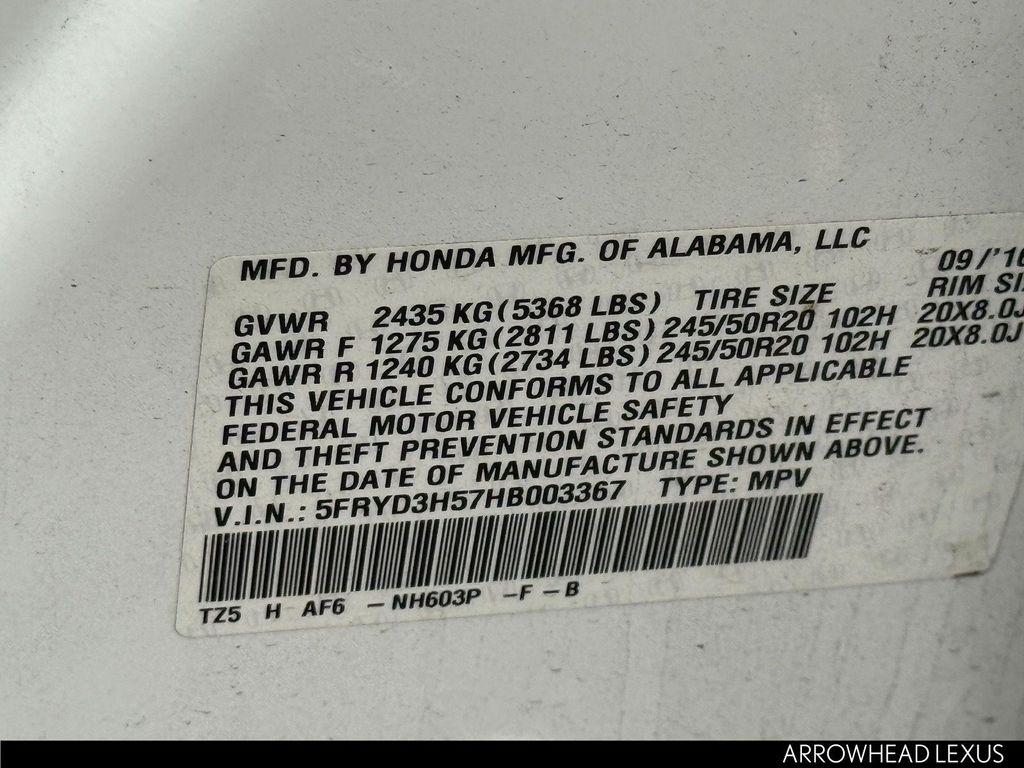 MFD. BY HONDA MFG. OF ALABAMA, LLC
09/'16
GVWR 2435 KG (5368 LBS) TIRE SIZE RIM SIZ
GAWR F 1275 KG (2811 LBS) 245/50R20 102H 20X8.0J
GAWR R 1240 KG (2734 LBS) 245/50R20 102H 20X8.0J
THIS VEHICLE CONFORMS TO ALL APPLICABLE
FEDERAL MOTOR VEHICLE SAFETY
AND THEFT PREVENTION STANDARDS IN EFFECT
ON THE DATE OF MANUFACTURE SHOWN ABOVE.
V.I.N.: 5FRYD3H57HB003367 TYPE: MPV
TZ5 H AF6 -NH603P -F -B
ARROWHEAD LEXUS